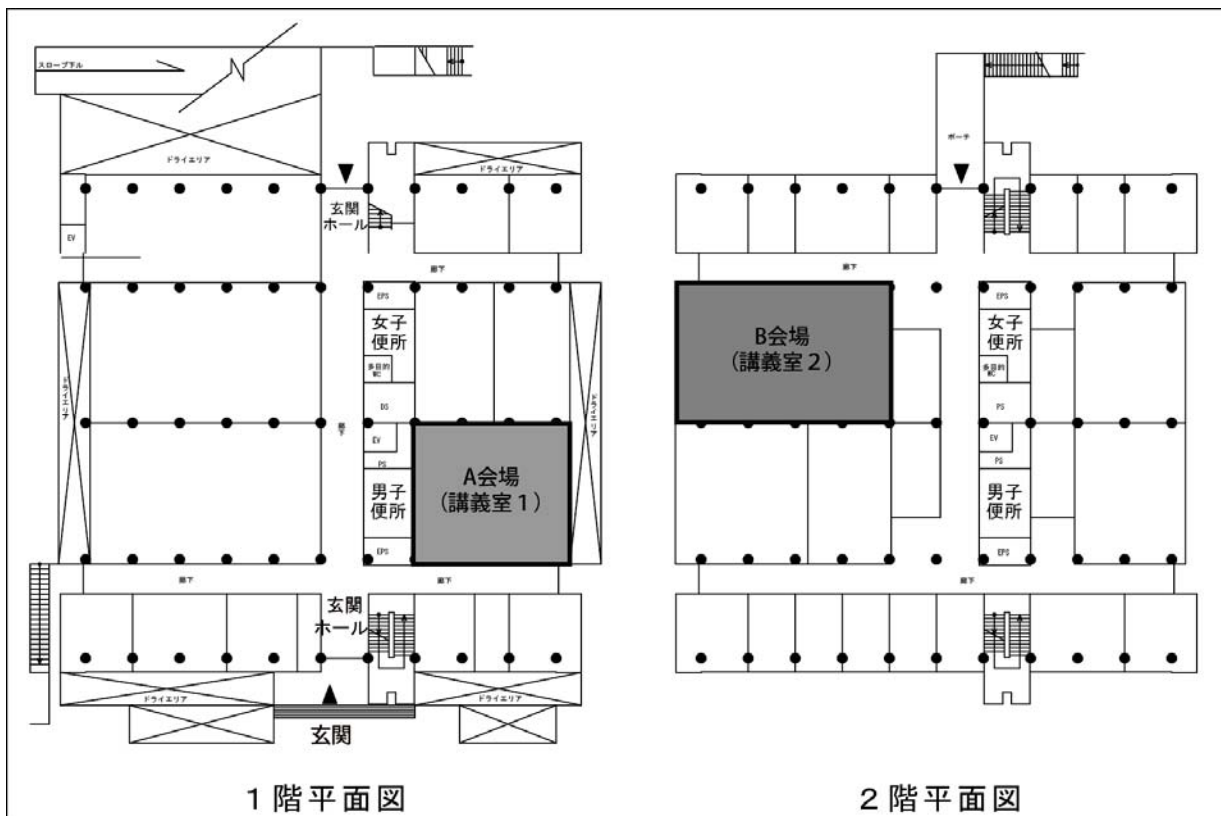 スロープ下ル
ドライエリア
ドライエリア
玄関
ホール
EV
廊下
EPS
女子
便所
多目的
WC
DS
ドライエリア
ドライエリア
廊下
EV
PS
A会場
(講義室1)
男子
便所
EPS
廊下
廊下
玄関
ホール
ドライエリア
ドライエリア
玄関
1階平面図
ポーチ
廊下
EPS
B会場
(講義室2)
女子
便所
多目的
WC
PS
EV
PS
男子
便所
EPS
廊下
2階平面図